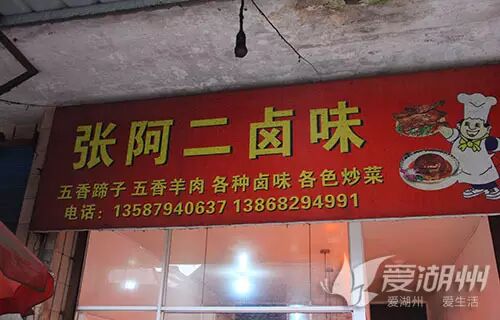 张阿二卤味
五香蹄子 五香羊肉 各种卤味 各色炒菜
电话：13587940637 13868294991
爱湖州
爱湖州 爱生活